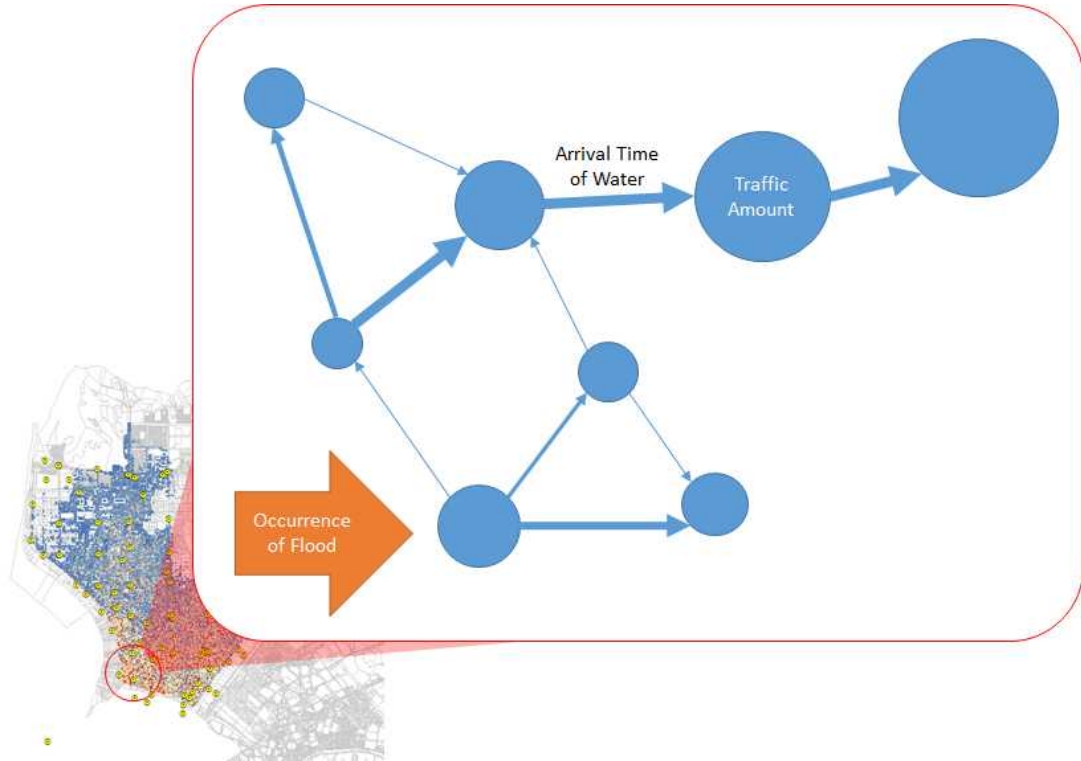 Arrival Time
of Water
Traffic
Amount
Occurrence
of Flood